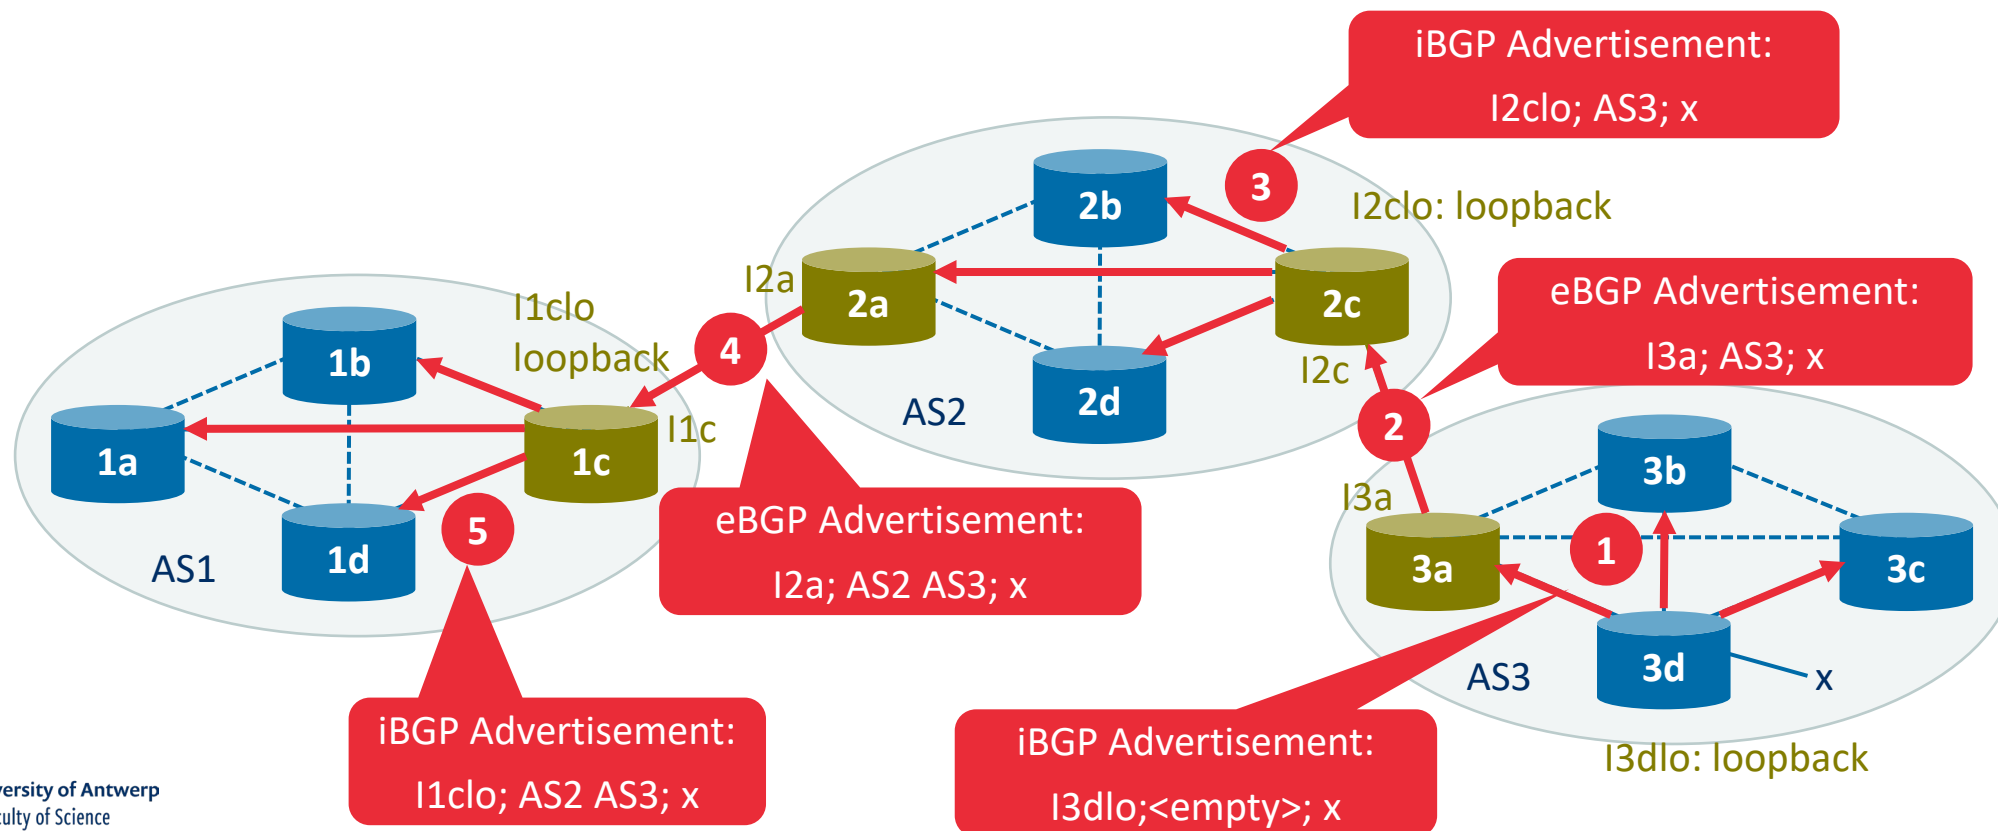 iBGP Advertisement:
I2clo; AS3; x
3
2b
I2clo: loopback
I2a
2a
2c
eBGP Advertisement:
I3a; AS3; x
I1clo
loopback
1b
4
I2c
2d
AS2
I1c
1a
1c
2
3b
I3a
5
1
eBGP Advertisement:
I2a; AS2 AS3; x
AS1
1d
3a
3c
AS3
3d
x
iBGP Advertisement:
I1clo; AS2 AS3; x
iBGP Advertisement:
I3dlo;<empty>; x
I3dlo: loopback
versity of Antwerp
culty of Science